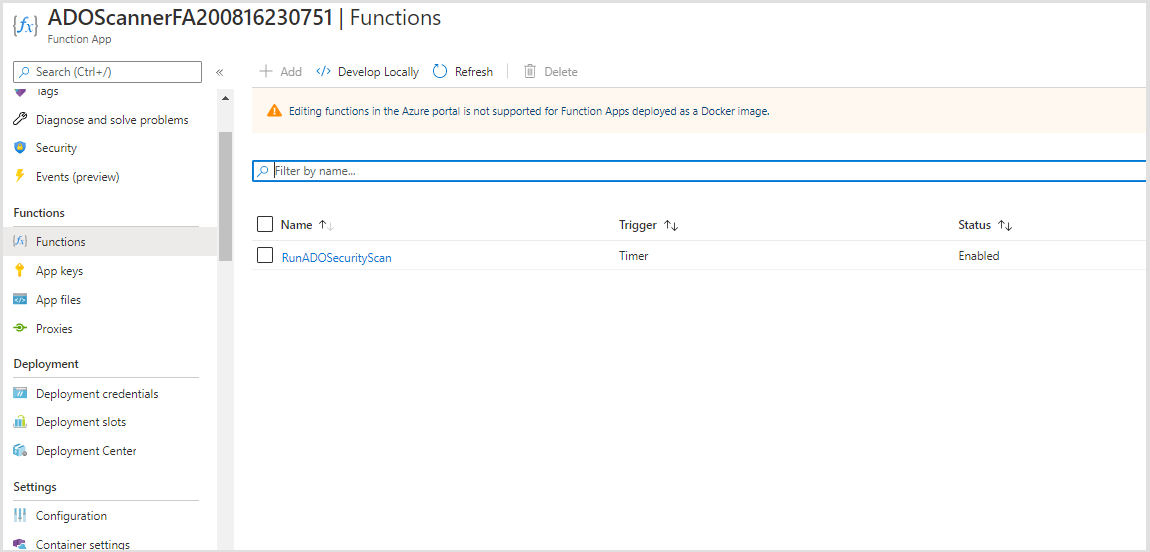 ADOScannerFA200816230751 | Functions
Function App
Search (Ctrl+/)
«
Tags
Diagnose and solve problems
Security
Events (preview)
Functions
Functions
App keys
App files
Proxies
Deployment
Deployment credentials
Deployment slots
Deployment Center
Settings
Configuration
Container settings
Add
Develop Locally
Refresh
Delete
Editing functions in the Azure portal is not supported for Function Apps deployed as a Docker image.
Filter by name...
Name Trigger Status
RunADOSecurityScan Timer Enabled